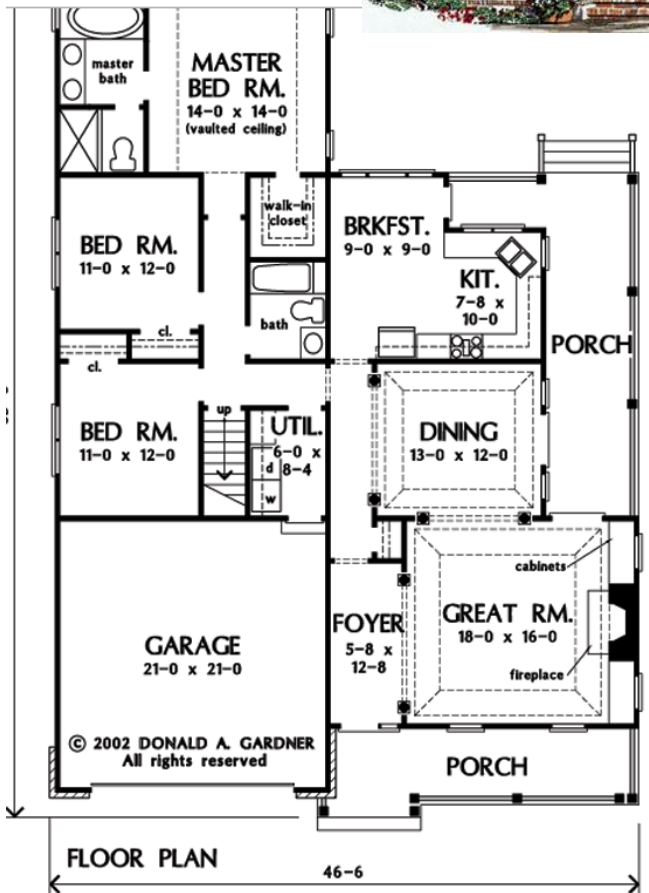 master
bath
MASTER
BED RM.
14-0 x 14-0
(vaulted ceiling)
walk-in
closet
BED RM.
11-0 x 12-0
BRKFST.
9-0 x 9-0
KIT.
7-8 x
10-0
bath
cl.
cl.
PORCH
BED RM.
11-0 x 12-0
up
UTIL.
6-0 x
8-4
d
w
DINING
13-0 x 12-0
cabinets
GARAGE
21-0 x 21-0
FOYER
5-8 x
12-8
GREAT RM.
18-0 x 16-0
fireplace
© 2002 DONALD A. GARDNER
All rights reserved
PORCH
FLOOR PLAN
46-6